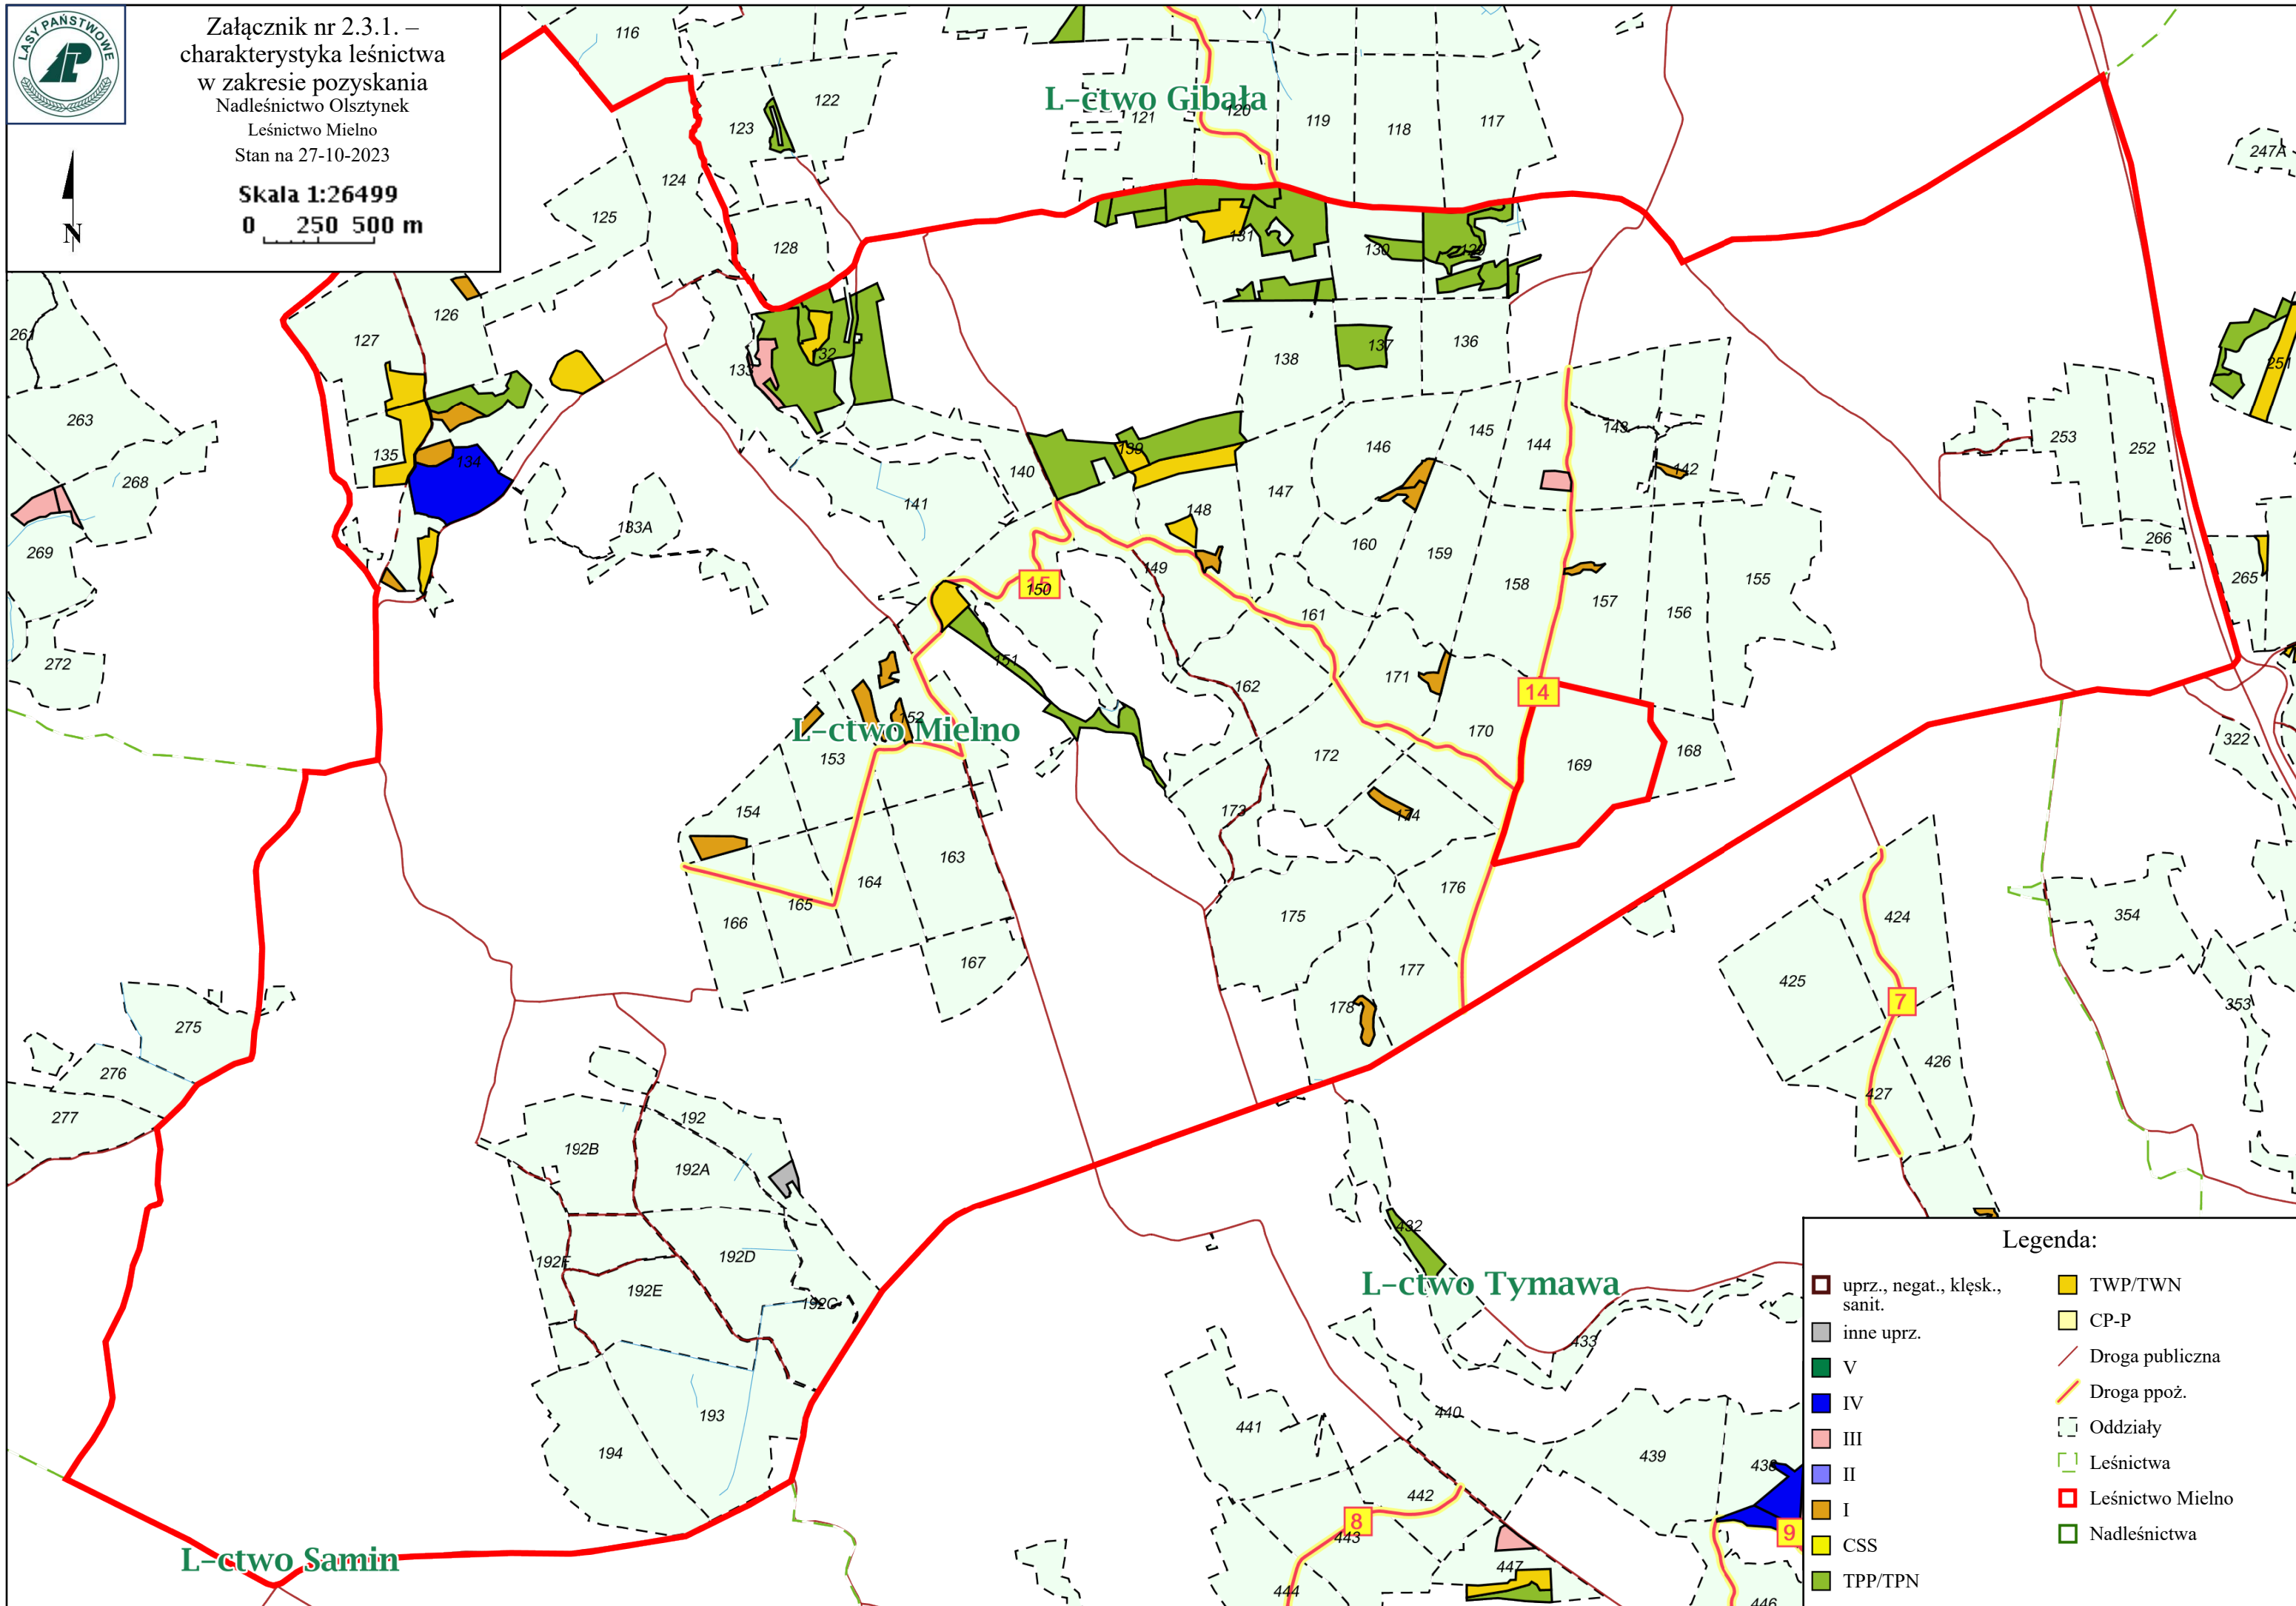 LASY PAŃSTWOWE
Załącznik nr 2.3.1. –
charakterystyka leśnictwa
w zakresie pozyskania
Nadleśnictwo Olsztynek
Leśnictwo Mielno
Stan na 27-10-2023
Skala 1:26499
0 250 500 m
N
116
122
123
124
125
128
L-ctwo Gibała
121
120
119
118
117
247A
126
127
261
263
268
269
272
135
134
133
132
133A
131
130
129
138
137
136
251
253
252
266
265
139
140
141
146
145
144
143
142
147
148
149
15
150
160
159
158
157
156
155
161
151
162
171
14
170
169
168
322
L-ctwo Mielno
152
153
154
172
173
174
163
164
165
166
167
175
176
177
178
424
425
7
426
427
354
353
275
276
277
192
192B
192A
192D
192F
192E
192C
193
194
L-ctwo Samin
432
L-ctwo Tymawa
433
440
441
439
438
442
8
443
9
447
444
446
Legenda:
uprz., negat., klęsk.,
sanit.
inne uprz.
V
IV
III
II
I
CSS
TPP/TPN
TWP/TWN
CP-P
Droga publiczna
Droga ppoż.
Oddziały
Leśnictwa
Leśnictwo Mielno
Nadleśnictwa